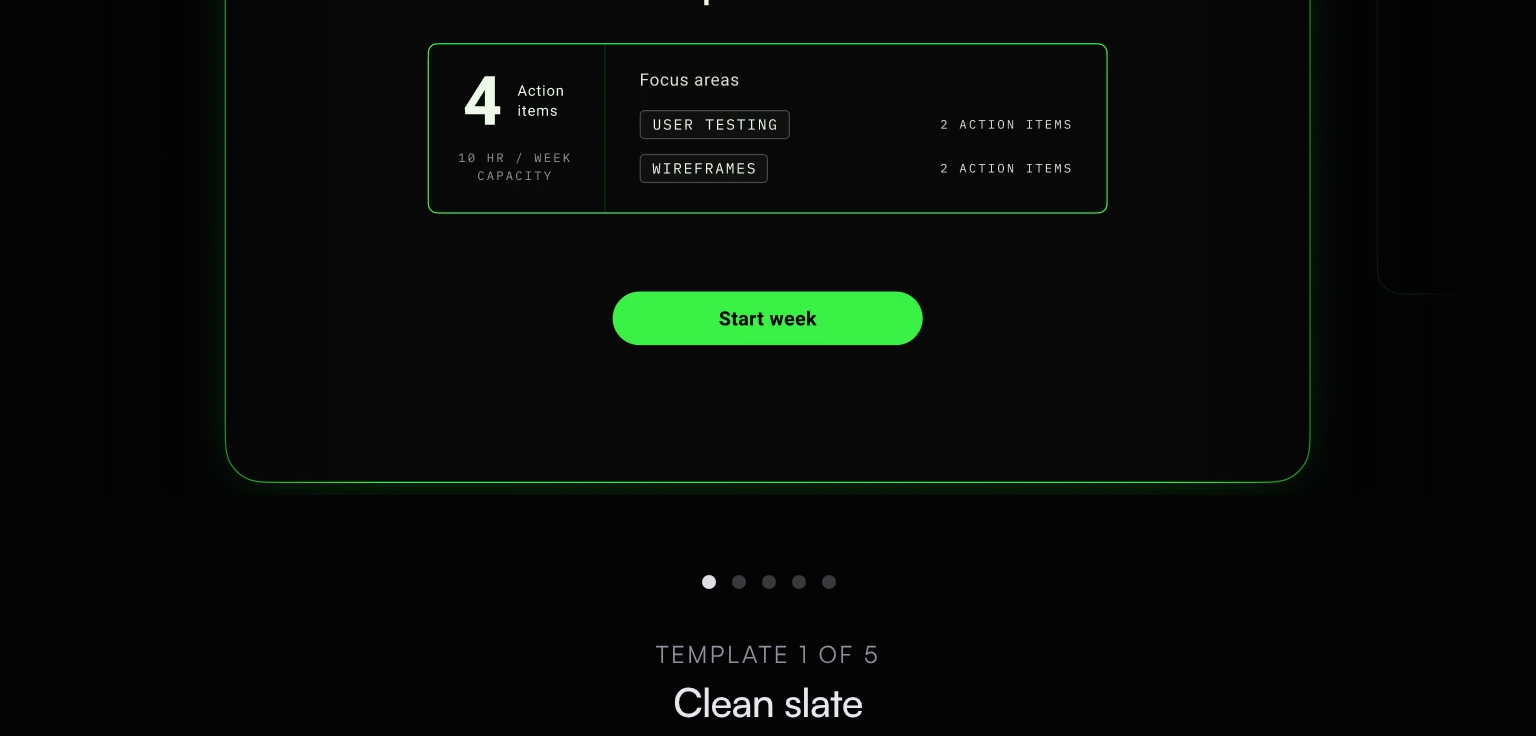 4
Action
items
10 HR / WEEK
CAPACITY
Focus areas
USER TESTING 2 ACTION ITEMS
WIREFRAMES 2 ACTION ITEMS
Start week
TEMPLATE 1 OF 5
Clean slate